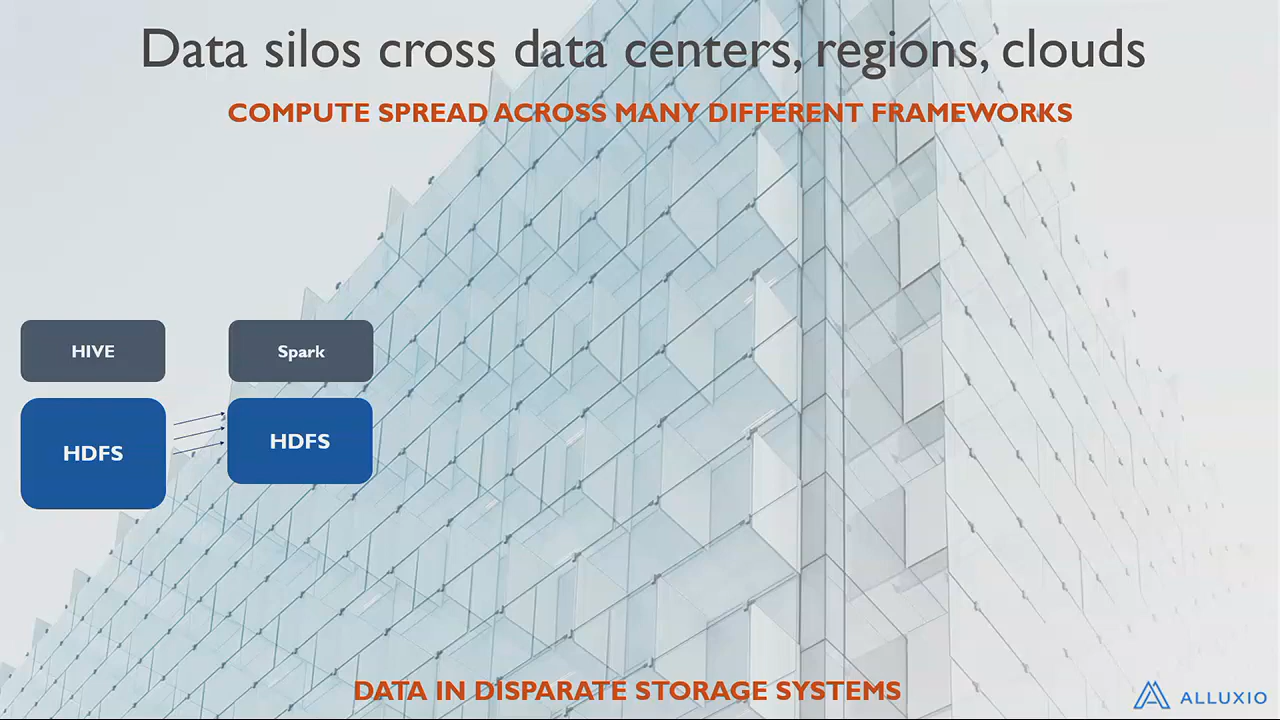 Data silos cross data centers, regions, clouds
COMPUTE SPREAD ACROSS MANY DIFFERENT FRAMEWORKS
HIVE
Spark
HDFS
HDFS
DATA IN DISPARATE STORAGE SYSTEMS
ALLUXIO